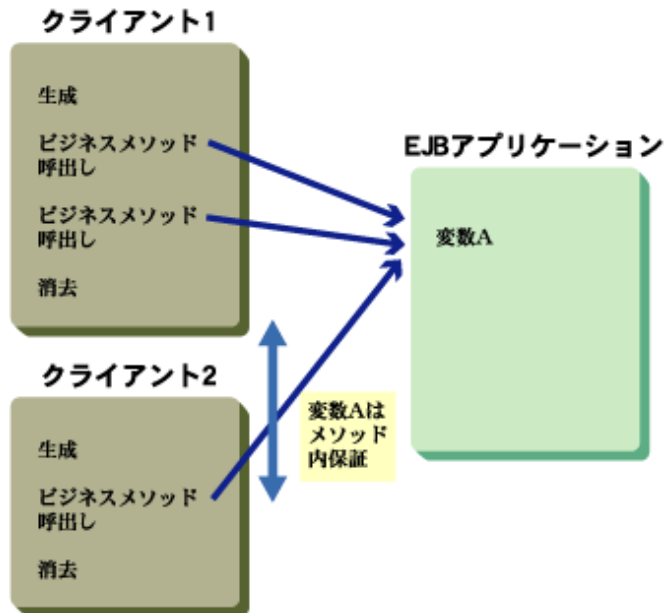 クライアント1
生成
ビジネスメソッド
呼出し
ビジネスメソッド
呼出し
消去
EJBアプリケーション
変数A
クライアント2
生成
ビジネスメソッド
呼出し
消去
変数Aは
メソッド
内保証